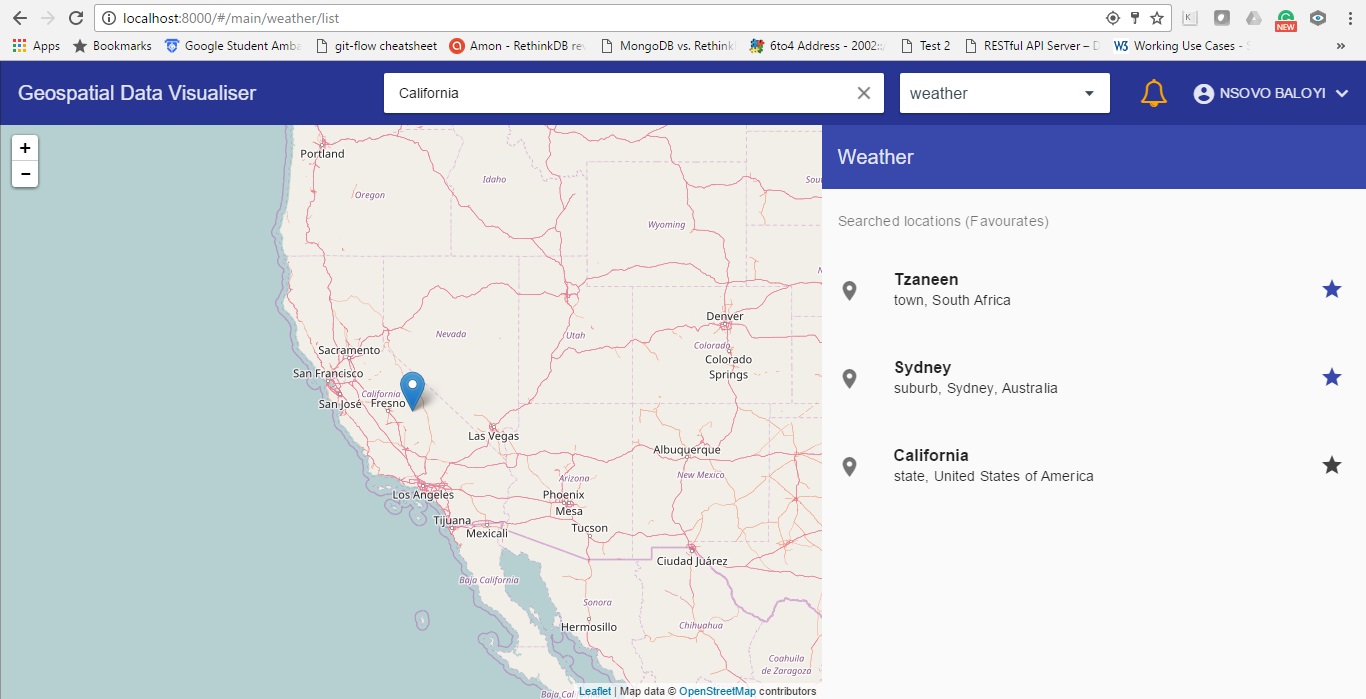 localhost:8000/#/main/weather/list
Apps Bookmarks Google Student Amba git-flow cheatsheet Amon - RethinkDB rev MongoDB vs. Rethink 6to4 Address - 2002:: Test 2 RESTful API Server – D W3 Working Use Cases - S »
NEW
Geospatial Data Visualiser
California
weather
NSOVO BALOYI
+
−
Portland
Oregon
Idaho
Sou
Wyoming
Nevada
Utah
Denver
Colorado
Colorado
Springs
Sacramento
San Francisco
California
San José
Fresno
Las Vegas
Albuquerque
New Mexico
Arizona
Los Angeles
Phoenix
Mesa
Tijuana
Mexicali
Tucson
Ciudad Juárez
Baja California
Sonora
Hermosillo
Chihuahua
Coahuila
de Zaragoza
Baja Cal
Leaflet | Map data © OpenStreetMap contributors
Weather
Searched locations (Favourates)
Tzaneen
town, South Africa
Sydney
suburb, Sydney, Australia
California
state, United States of America